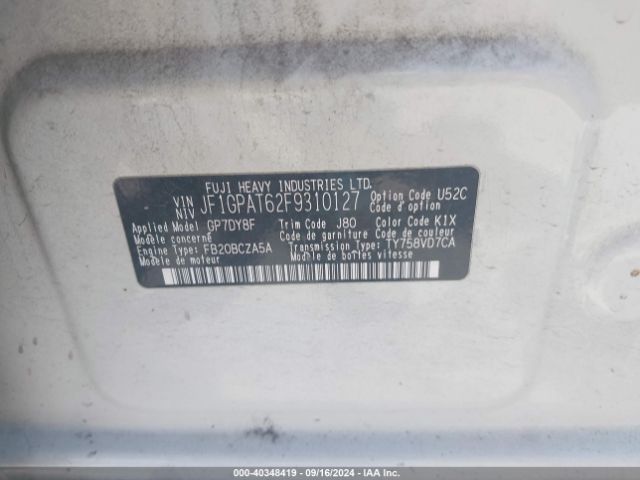 FUJI HEAVY INDUSTRIES LTD.
VIN NIV JF1GPAT62F9310127 Option Code U52C
Applied Model GP7DY8F Trim Code J80 Color Code K1X
Modèle concerné Code de garniture Code de couleur
Engine Type: FB20BCZA5A Transmission Type: TY758VD7CA
Modèle de moteur Modèle de boîtes vitesse
000-40348419 - 09/16/2024 - IAA Inc.